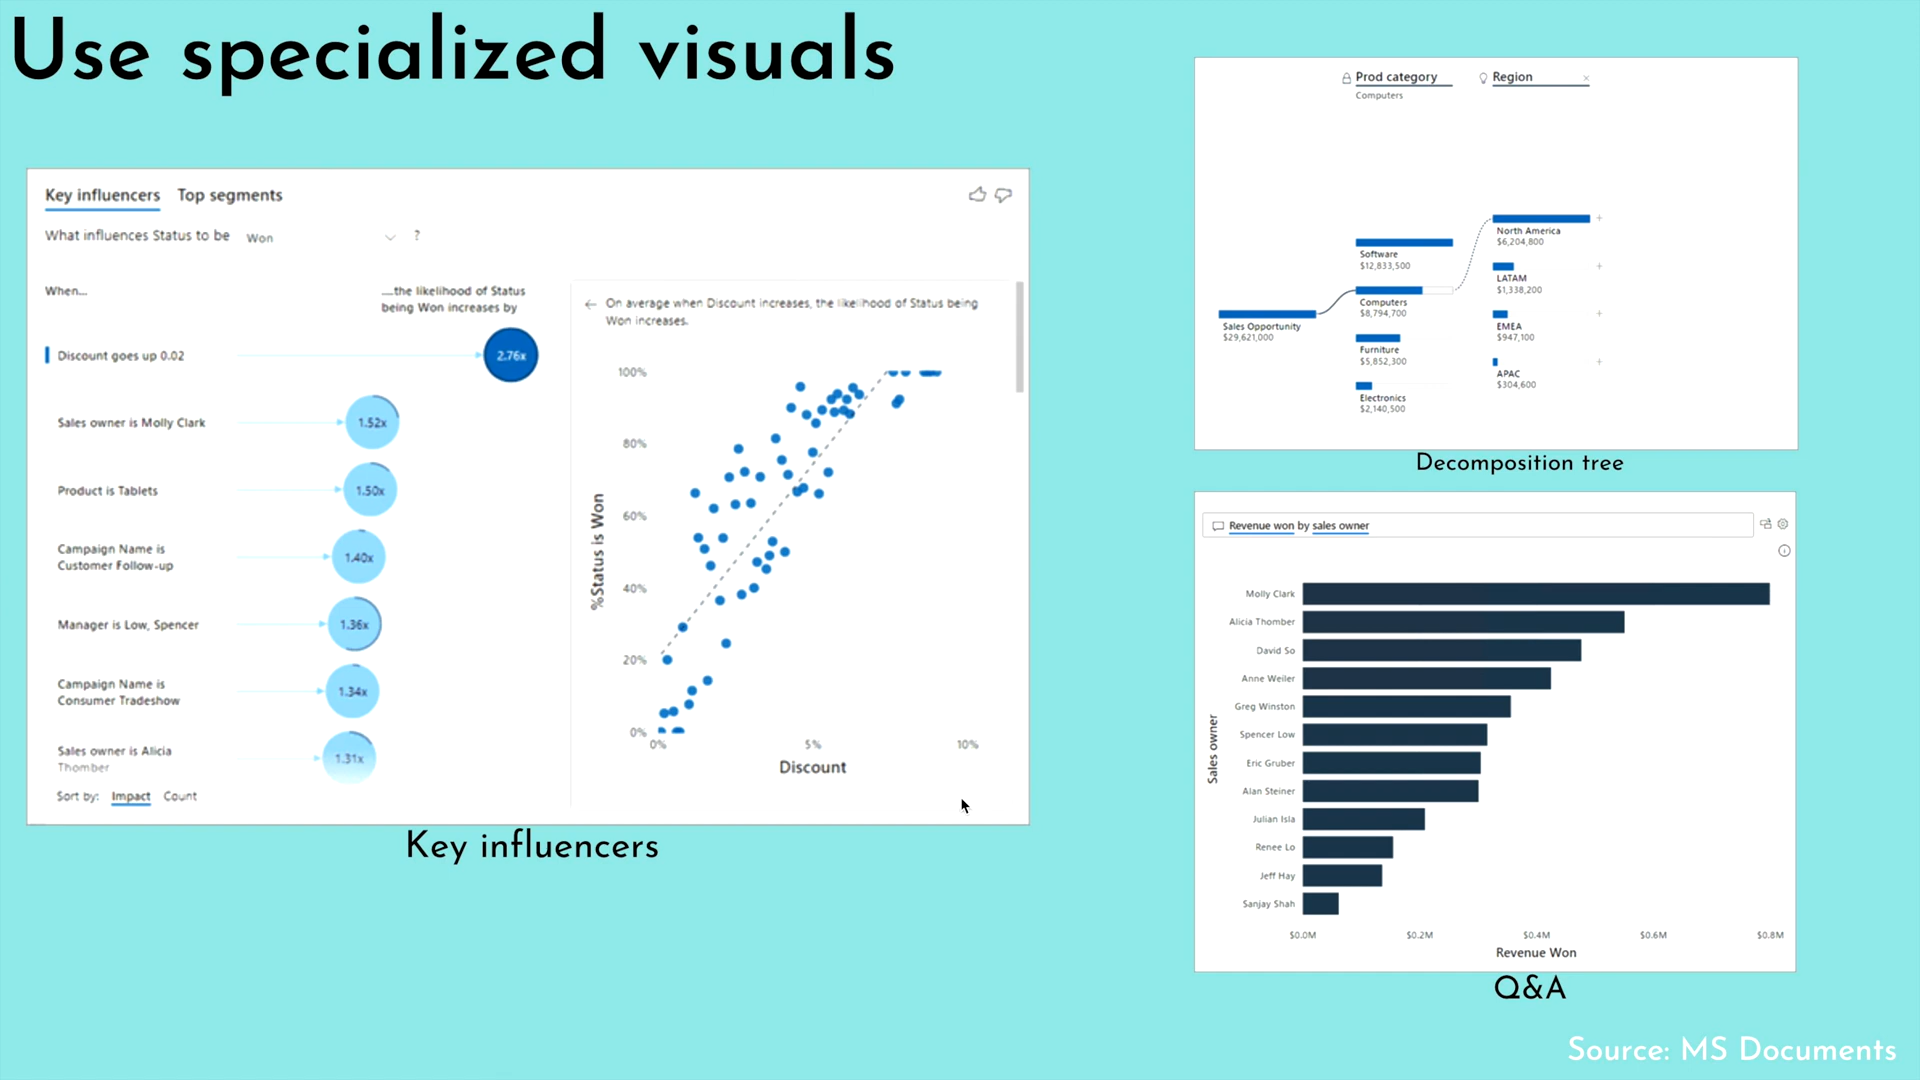 Use specialized visuals
Key influencers Top segments
What influences Status to be Won ?
When...
....the likelihood of Status
being Won increases by
Discount goes up 0.02
2.76x
Sales owner is Molly Clark
1.52x
Product is Tablets
1.50x
Campaign Name is
Customer Follow-up
1.40x
Manager is Low, Spencer
1.36x
Campaign Name is
Consumer Tradeshow
1.34x
Sales owner is Alicia
Thomber
1.31x
Sort by: Impact Count
On average when Discount increases, the likelihood of Status being
Won increases.
100%
80%
60%
40%
20%
0%
%Status is Won
0% 5% 10%
Discount
Key influencers
Prod category
Computers
Region
Sales Opportunity
$29,621,000
Software
$12,833,500
Computers
$8,794,700
Furniture
$5,852,300
Electronics
$2,140,500
North America
$6,204,800
LATAM
$1,338,200
EMEA
$947,100
APAC
$304,600
Decomposition tree
Revenue won by sales owner
Sales owner
Molly Clark
Alicia Thomber
David So
Anne Weiler
Greg Winston
Spencer Low
Eric Gruber
Alan Steiner
Julian Isla
Renee Lo
Jeff Hay
Sanjay Shah
$0.0M $0.2M $0.4M $0.6M $0.8M
Revenue Won
Q&A
Source: MS Documents